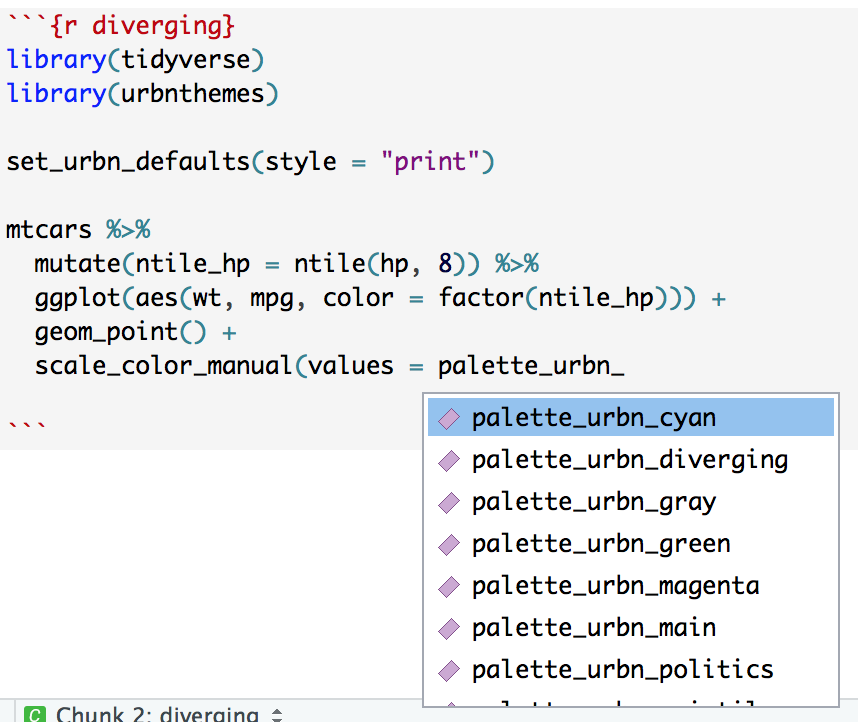 ```{r diverging}
library(tidyverse)
library(urbnthemes)
set_urbn_defaults(style = "print")
mtcars %>%
  mutate(ntile_hp = ntile(hp, 8)) %>%
  ggplot(aes(wt, mpg, color = factor(ntile_hp))) +
  geom_point() +
  scale_color_manual(values = palette_urbn_
```
palette_urbn_cyan
palette_urbn_diverging
palette_urbn_gray
palette_urbn_green
palette_urbn_magenta
palette_urbn_main
palette_urbn_politics
C Chunk 2: diverging